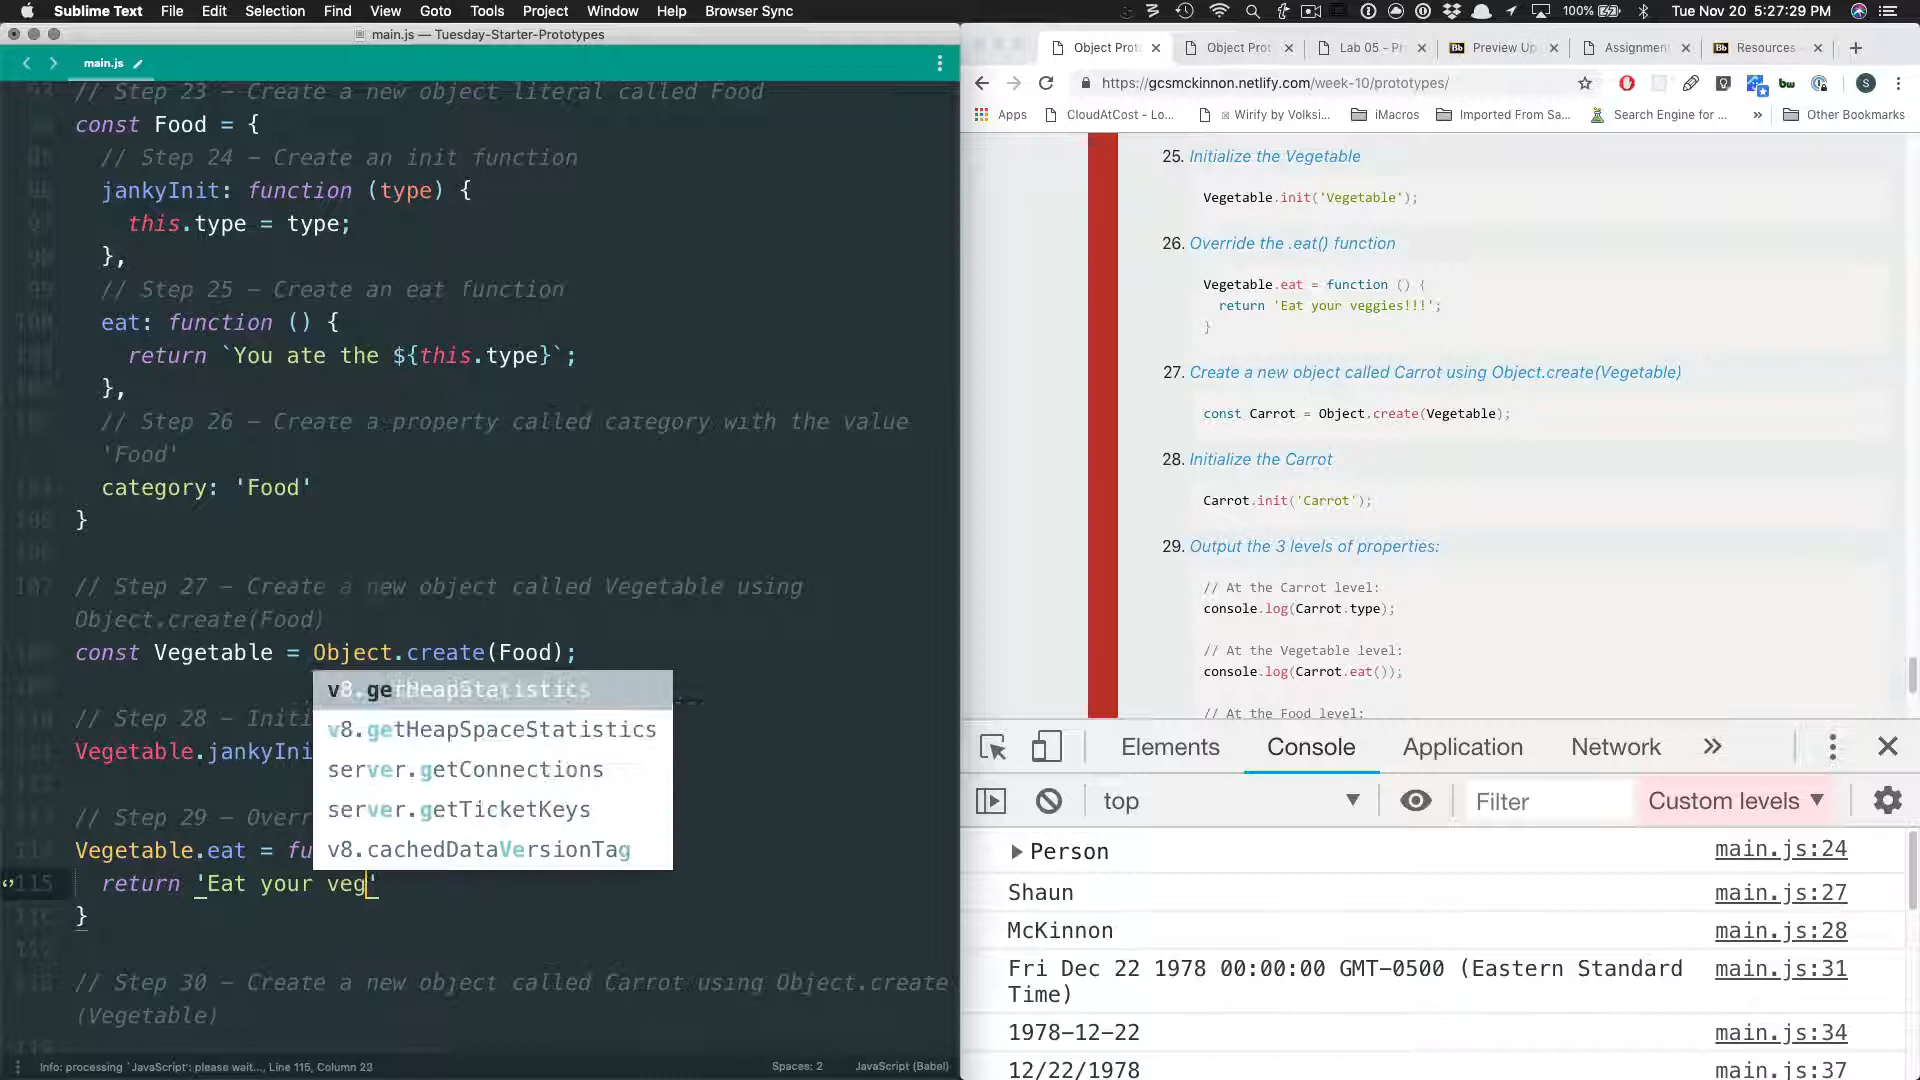 Sublime Text File Edit Selection Find View Goto Tools Project Window Help Browser Sync
100% Tue Nov 20 5:27:29 PM
main.js — Tuesday-Starter-Prototypes
main.js
// Step 23 – Create a new object literal called Food
const Food = {
// Step 24 – Create an init function
jankyInit: function (type) {
this.type = type;
},
// Step 25 – Create an eat function
eat: function () {
return `You ate the ${this.type}`;
},
// Step 26 – Create a property called category with the value
'Food'
category: 'Food'
}
// Step 27 – Create a new object called Vegetable using
Object.create(Food)
const Vegetable = Object.create(Food);
// Step 28 – Initi
Vegetable.jankyIni
// Step 29 – Overr
Vegetable.eat = fu
115 return 'Eat your veg'
}
// Step 30 – Create a new object called Carrot using Object.create
(Vegetable)
v8.getHeapStatistics
v8.getHeapSpaceStatistics
server.getConnections
server.getTicketKeys
v8.cachedDataVersionTag
Info: processing `JavaScript': please wait..., Line 115, Column 23
Spaces: 2 JavaScript (Babel)
Object Prot Object Prot Lab 05 - Pr Bb Preview Up Assignment Bb Resources
https://gcsmckinnon.netlify.com/week-10/prototypes/
Apps CloudAtCost - Lo... Wirify by Volksi... iMacros Imported From Sa... Search Engine for ... » Other Bookmarks
25. Initialize the Vegetable
Vegetable.init('Vegetable');
26. Override the .eat() function
Vegetable.eat = function () {
return 'Eat your veggies!!!';
}
27. Create a new object called Carrot using Object.create(Vegetable)
const Carrot = Object.create(Vegetable);
28. Initialize the Carrot
Carrot.init('Carrot');
29. Output the 3 levels of properties:
// At the Carrot level:
console.log(Carrot.type);
// At the Vegetable level:
console.log(Carrot.eat());
// At the Food level:
Elements Console Application Network »
top Filter Custom levels
Person main.js:24
Shaun main.js:27
McKinnon main.js:28
Fri Dec 22 1978 00:00:00 GMT-0500 (Eastern Standard main.js:31
Time)
1978-12-22 main.js:34
12/22/1978 main.js:37